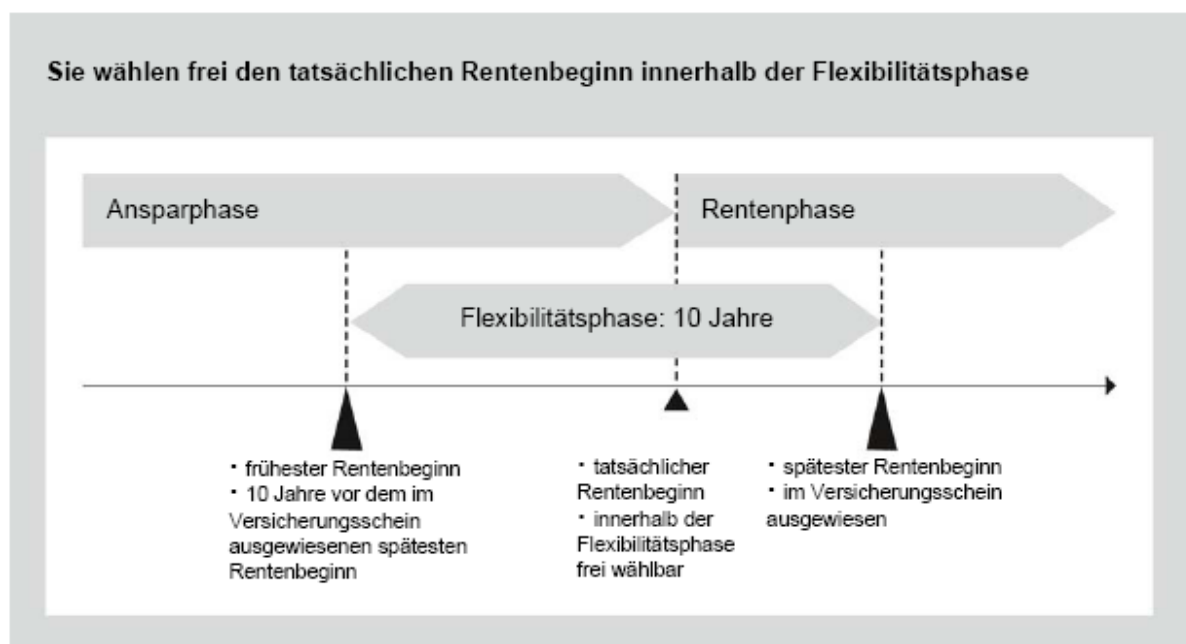 Sie wählen frei den tatsächlichen Rentenbeginn innerhalb der Flexibilitätsphase
Ansparphase
Rentenphase
Flexibilitätsphase: 10 Jahre
· frühester Rentenbeginn
· 10 Jahre vor dem im
Versicherungsschein
ausgewiesenen spätesten
Rentenbeginn
· tatsächlicher
Rentenbeginn
· innerhalb der
Flexibilitätsphase
frei wählbar
· spätester Rentenbeginn
· im Versicherungsschein
ausgewiesen